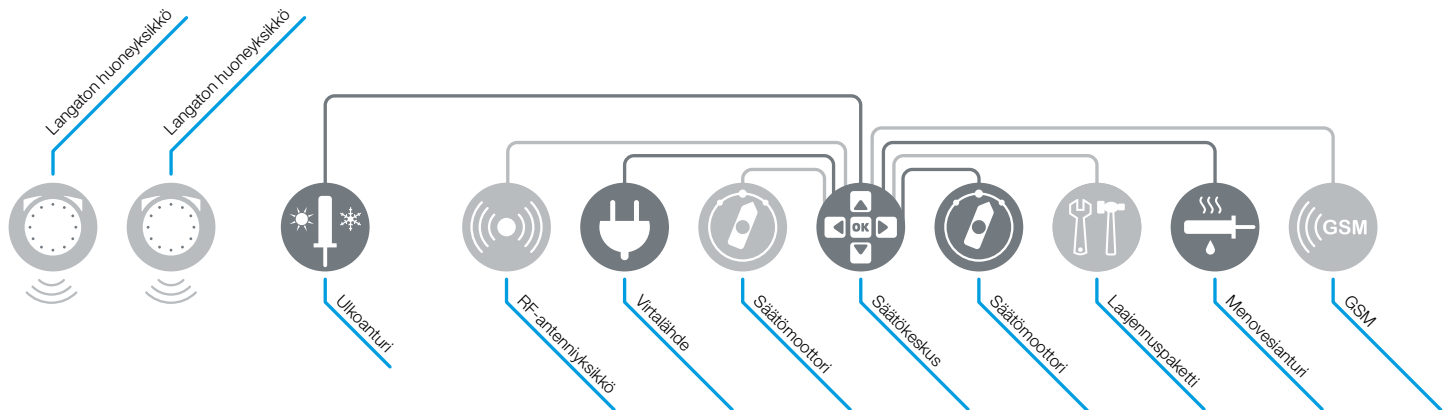 Langaton huoneyksikkö
Langaton huoneyksikkö
OK
GSM
Ulkoanturi
RF-antenniyksikkö
Virtalähde
Säätömoottori
Säätökeskus
Säätömoottori
Laajennuspaketti
Menovesianturi
GSM